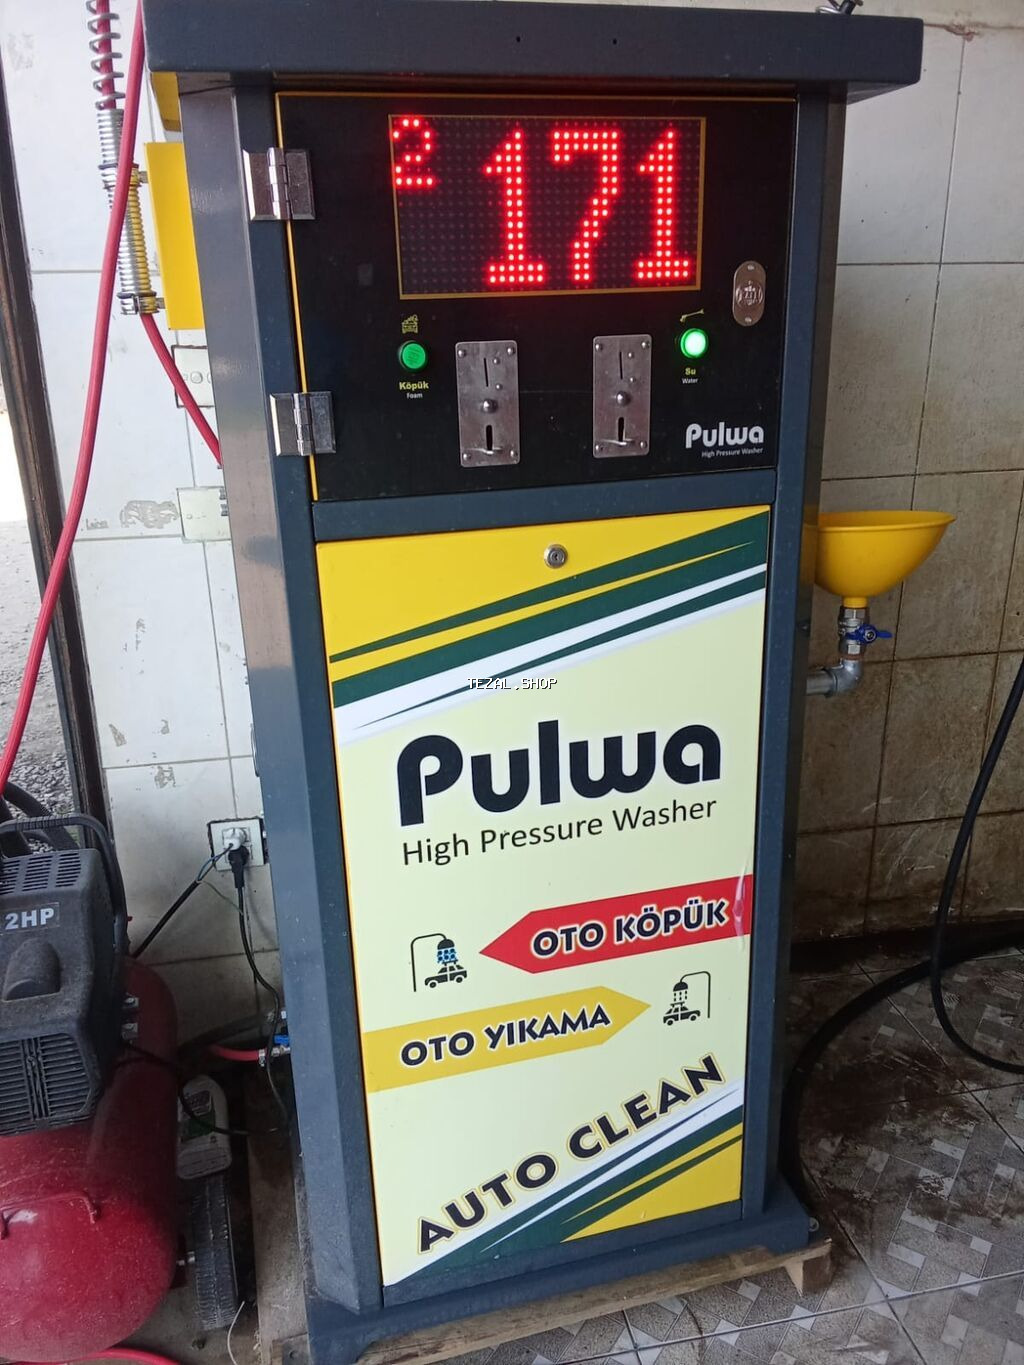 2
171
Köpük
Foam
Su
Water
Pulwa
High Pressure Washer
TEZAL.SHOP
Pulwa
High Pressure Washer
OTO KÖPÜK
OTO YIKAMA
AUTO CLEAN
2HP